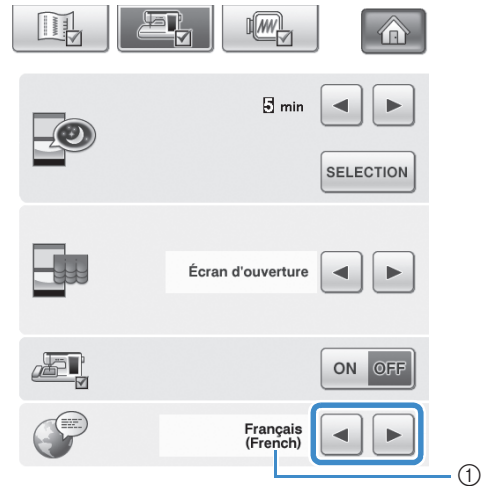 5 min
SELECTION
Écran d'ouverture
ON OFF
Français
(French)
①